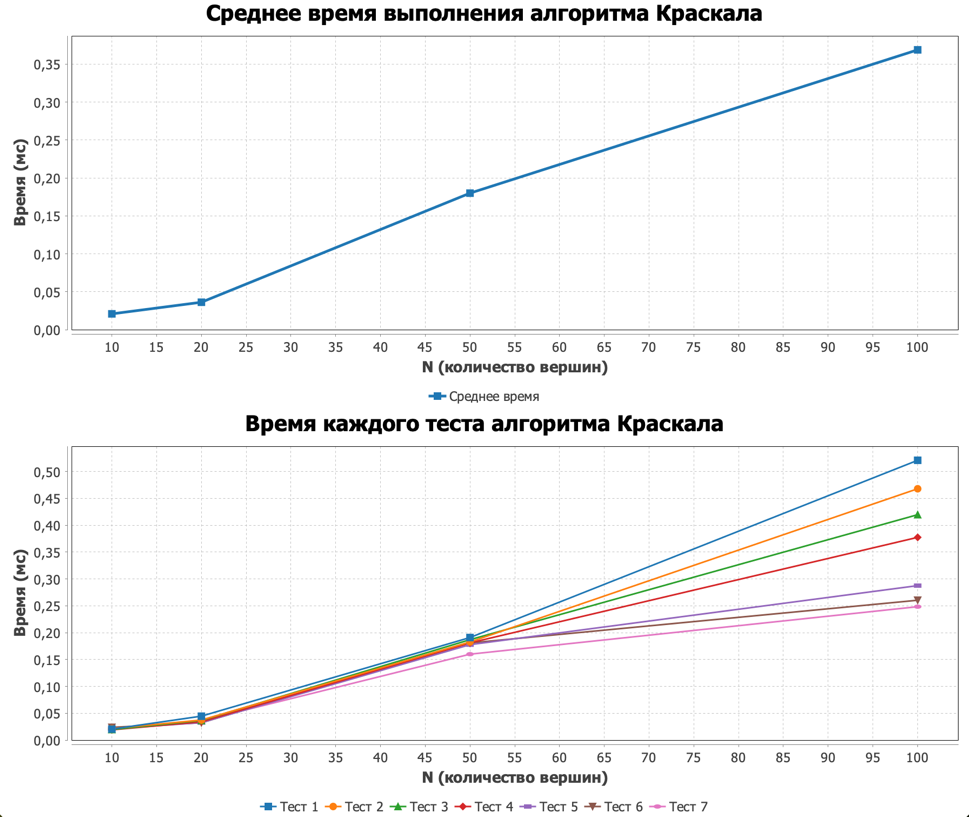 Среднее время выполнения алгоритма Краскала
0,35
0,30
0,25
0,20
0,15
0,10
0,05
0,00
Время (мс)
10 15 20 25 30 35 40 45 50 55 60 65 70 75 80 85 90 95 100
N (количество вершин)
Среднее время
Время каждого теста алгоритма Краскала
0,50
0,45
0,40
0,35
0,30
0,25
0,20
0,15
0,10
0,05
0,00
Время (мс)
10 15 20 25 30 35 40 45 50 55 60 65 70 75 80 85 90 95 100
N (количество вершин)
Тест 1 Тест 2 Тест 3 Тест 4 Тест 5 Тест 6 Тест 7